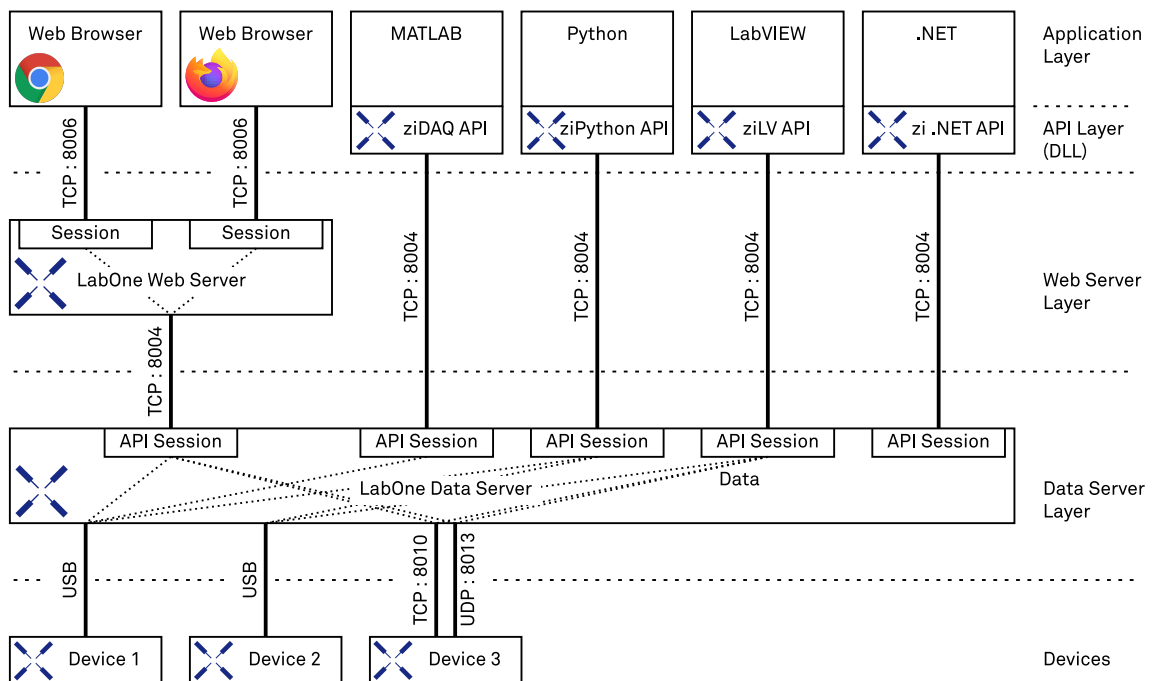 Web Browser
Web Browser
MATLAB
Python
LabVIEW
.NET
Application
Layer
ziDAQ API
ziPython API
ziLV API
zi .NET API
API Layer
(DLL)
TCP : 8006
TCP : 8006
Session
Session
LabOne Web Server
TCP : 8004
TCP : 8004
TCP : 8004
TCP : 8004
Web Server
Layer
TCP : 8004
API Session
API Session
API Session
API Session
API Session
LabOne Data Server
Data
Data Server
Layer
USB
USB
TCP : 8010
UDP : 8013
Device 1
Device 2
Device 3
Devices